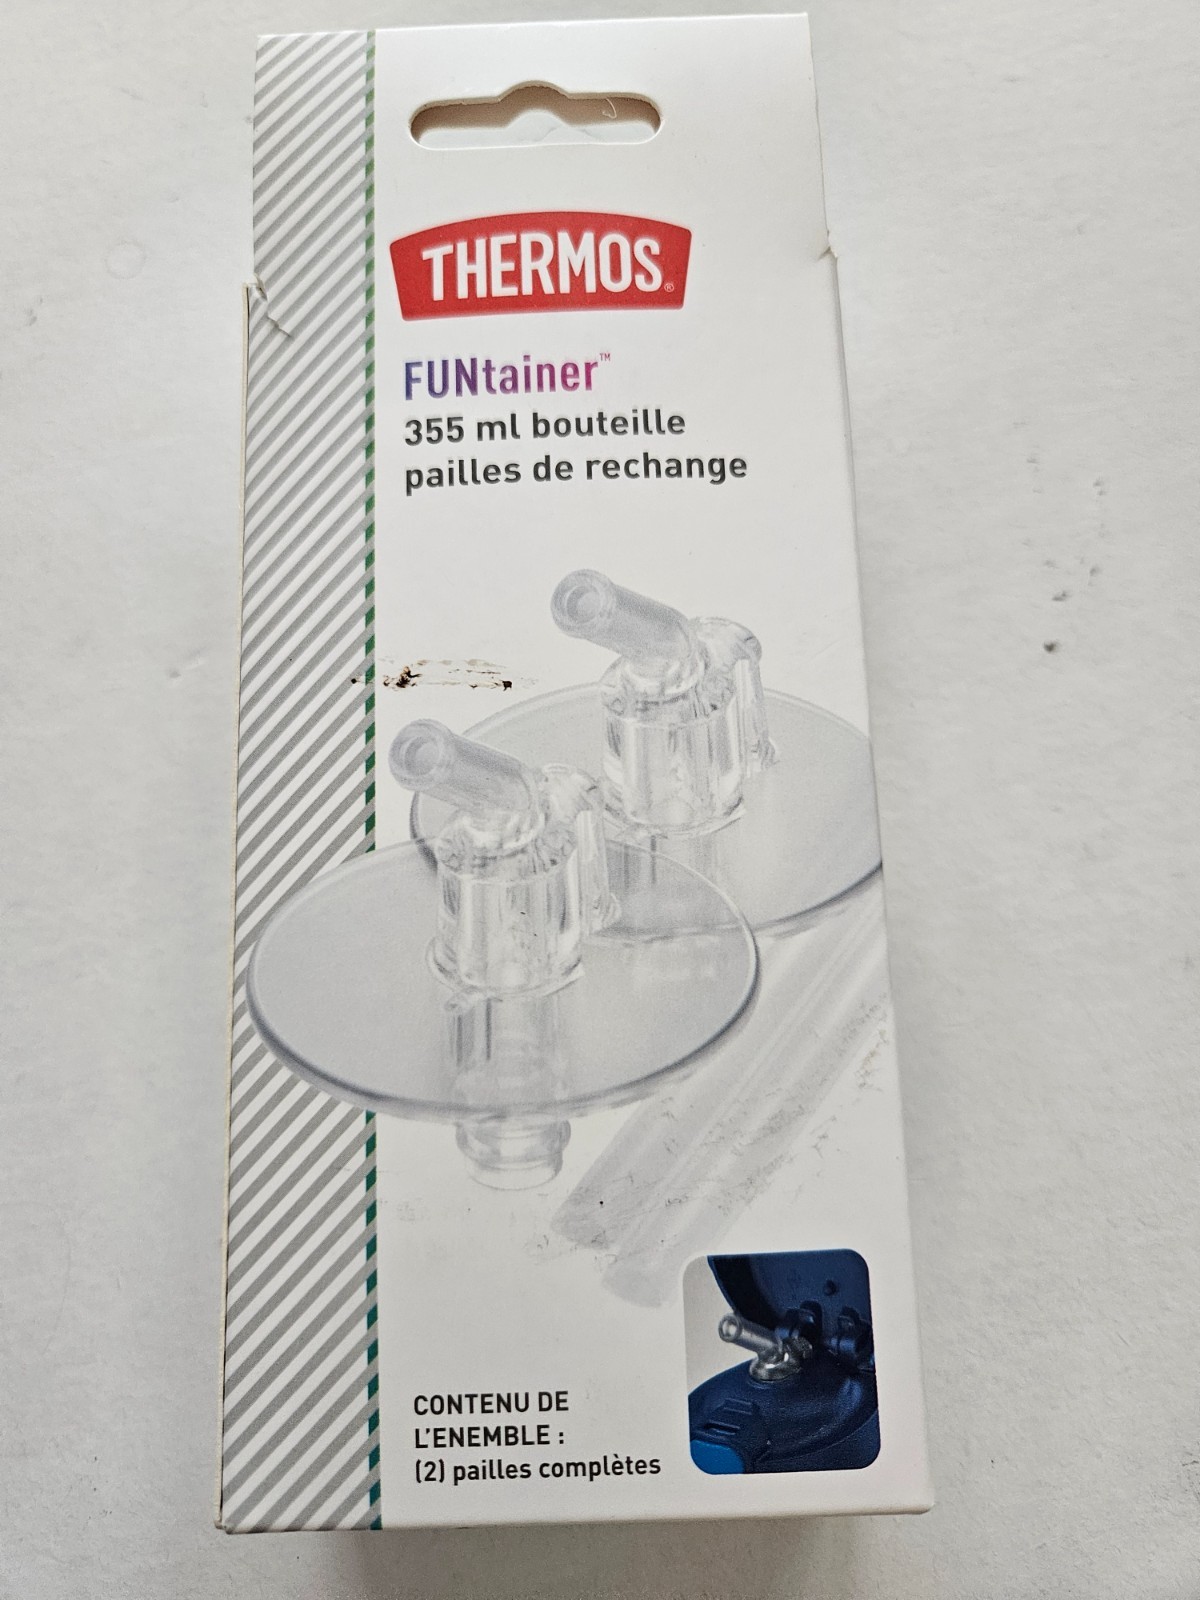 THERMOS®
FUNtainer™
355 ml bouteille
pailles de rechange
CONTENU DE
L'ENEMBLE :
(2) pailles complètes